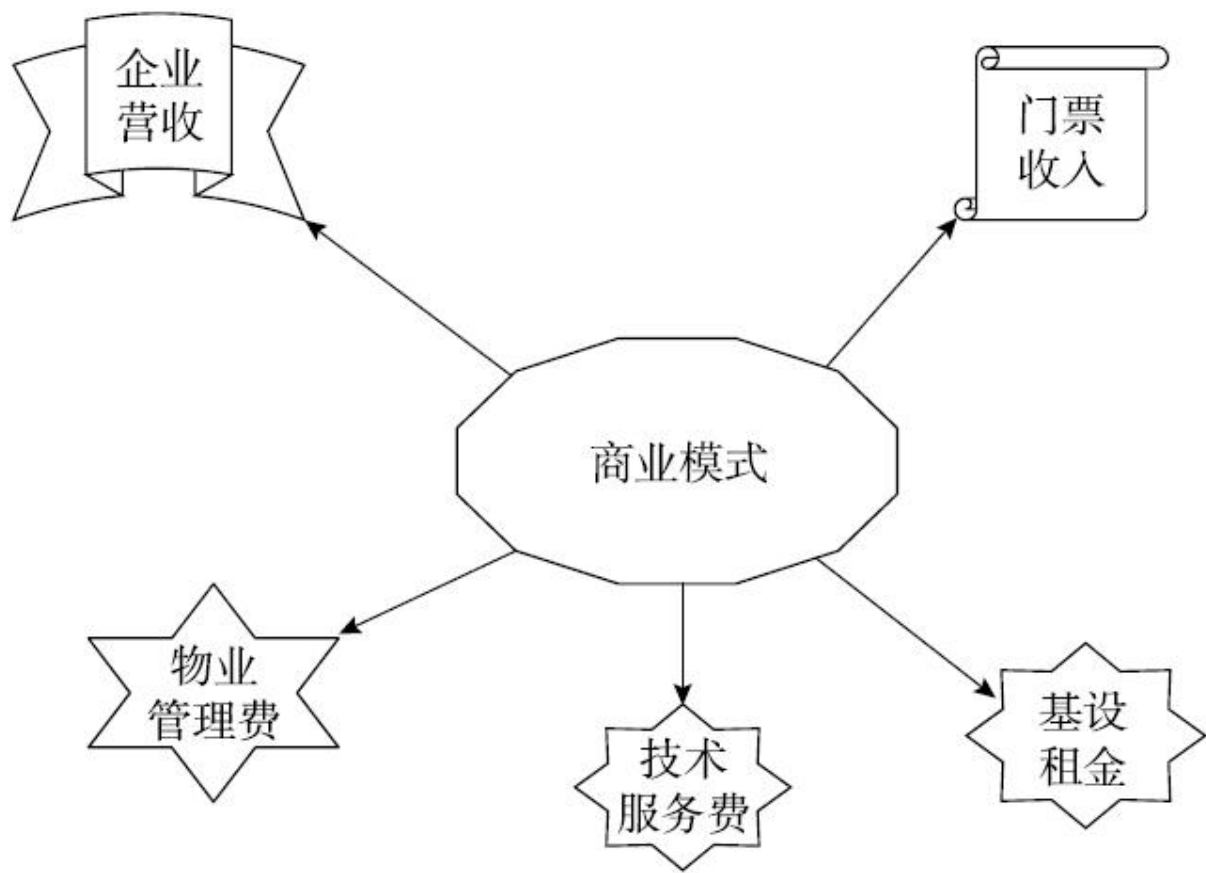 企业
营收
门票
收入
商业模式
物业
管理费
技术
服务费
基设
租金